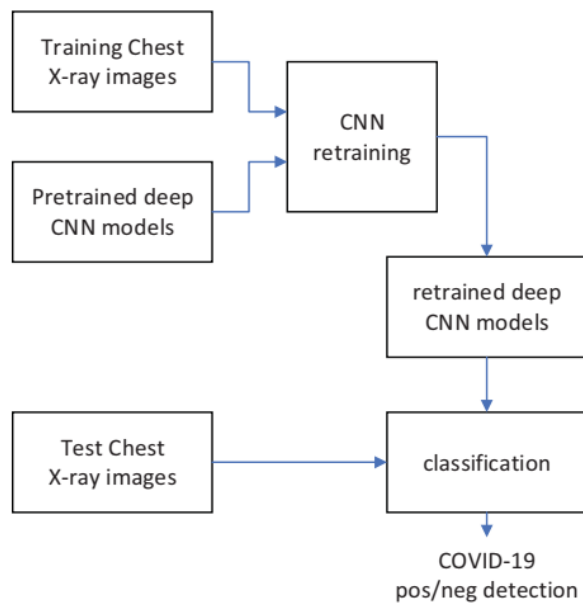 Training Chest
X-ray images
CNN
retraining
Pretrained deep
CNN models
retrained deep
CNN models
Test Chest
X-ray images
classification
COVID-19
pos/neg detection